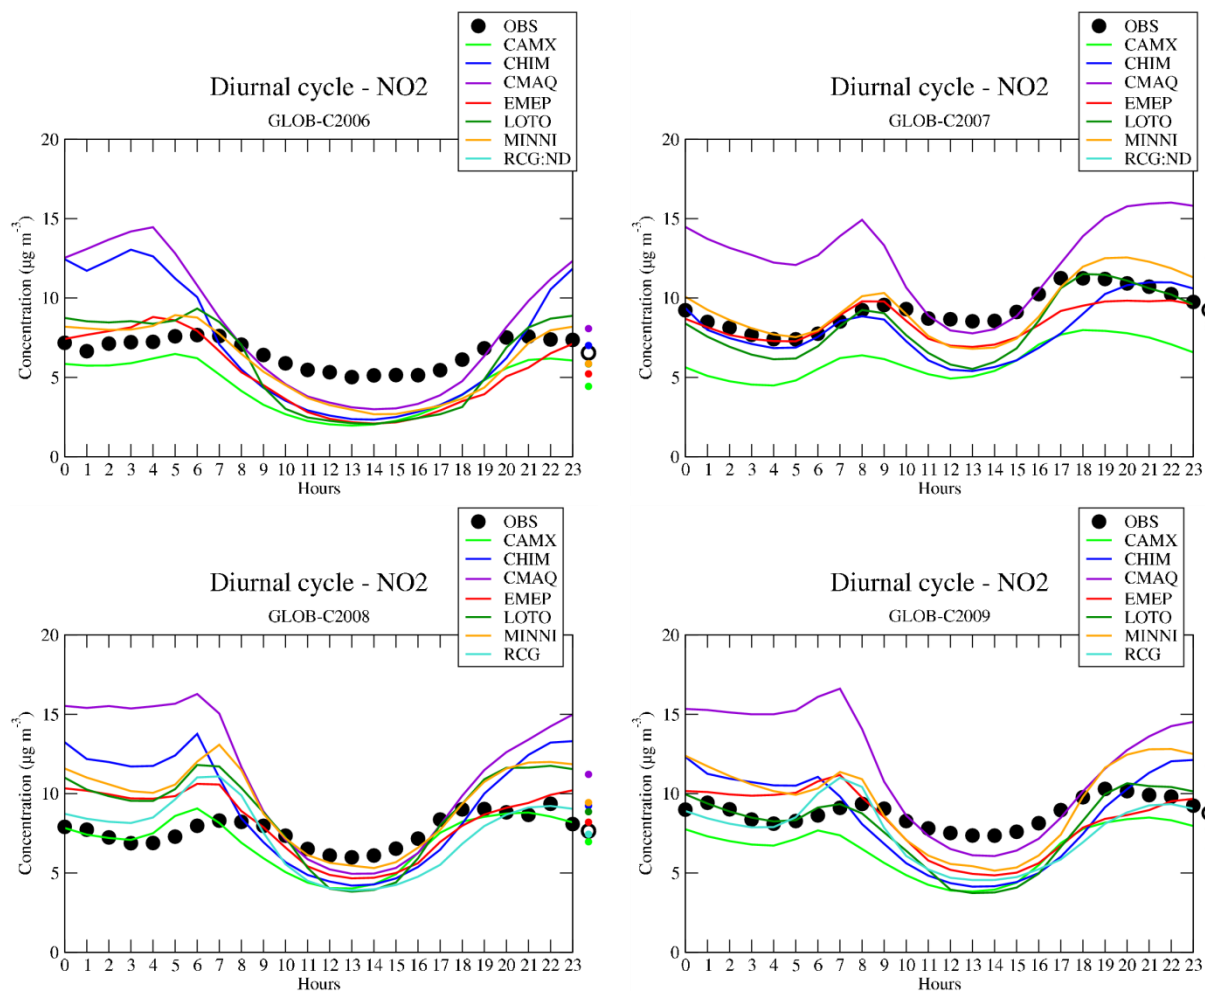 OBS
CAMX
CHIM
CMAQ
EMEP
LOTO
MINNI
RCG:ND
Diurnal cycle - NO2
GLOB-C2006
20
15
10
5
0
Concentration (µg m⁻³)
0 1 2 3 4 5 6 7 8 9 10 11 12 13 14 15 16 17 18 19 20 21 22 23
Hours
OBS
CAMX
CHIM
CMAQ
EMEP
LOTO
MINNI
RCG:ND
Diurnal cycle - NO2
GLOB-C2007
20
15
10
5
0
Concentration (µg m⁻³)
0 1 2 3 4 5 6 7 8 9 10 11 12 13 14 15 16 17 18 19 20 21 22 23
Hours
OBS
CAMX
CHIM
CMAQ
EMEP
LOTO
MINNI
RCG
Diurnal cycle - NO2
GLOB-C2008
20
15
10
5
0
Concentration (µg m⁻³)
0 1 2 3 4 5 6 7 8 9 10 11 12 13 14 15 16 17 18 19 20 21 22 23
Hours
OBS
CAMX
CHIM
CMAQ
EMEP
LOTO
MINNI
RCG
Diurnal cycle - NO2
GLOB-C2009
20
15
10
5
0
Concentration (µg m⁻³)
0 1 2 3 4 5 6 7 8 9 10 11 12 13 14 15 16 17 18 19 20 21 22 23
Hours